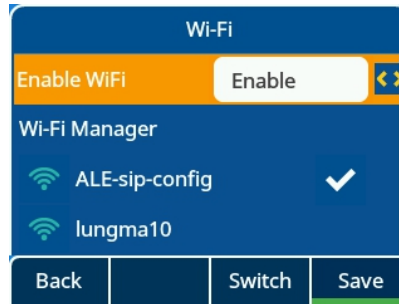 Wi-Fi
Enable WiFi Enable < >
Wi-Fi Manager
ALE-sip-config
lungma10
Back Switch Save